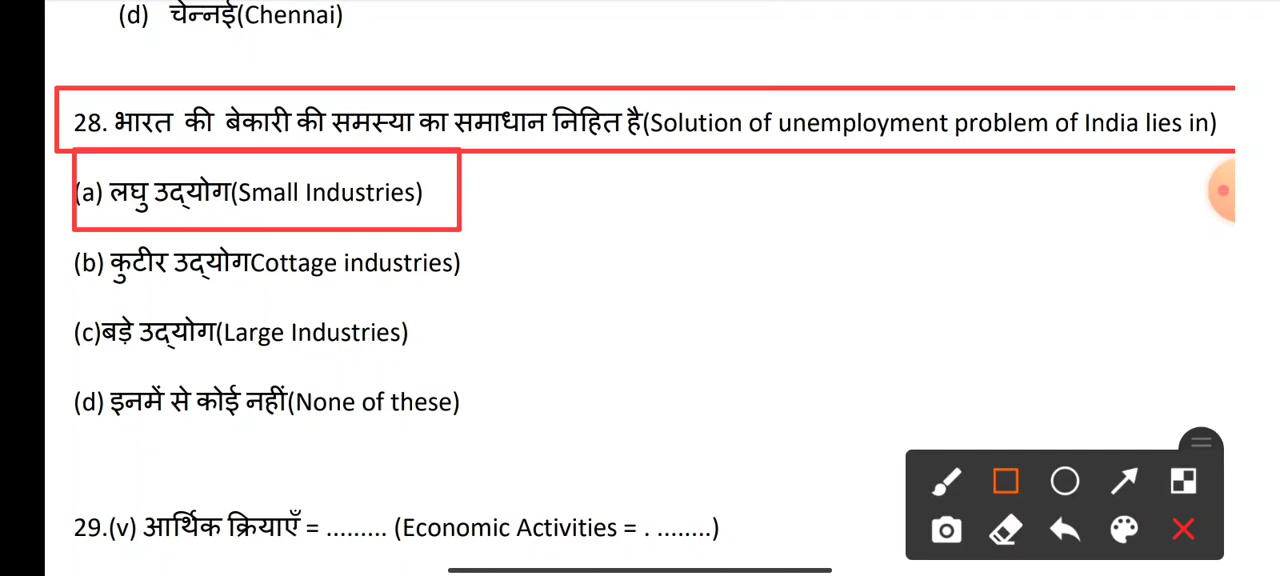 (d) चेन्नई(Chennai)
28. भारत की बेकारी की समस्या का समाधान निहित है(Solution of unemployment problem of India lies in)
(a) लघु उद्योग(Small Industries)
(b) कुटीर उद्योगCottage industries)
(c)बड़े उद्योग(Large Industries)
(d) इनमें से कोई नहीं(None of these)
29.(v) आर्थिक क्रियाएँ = ......... (Economic Activities = . ........)